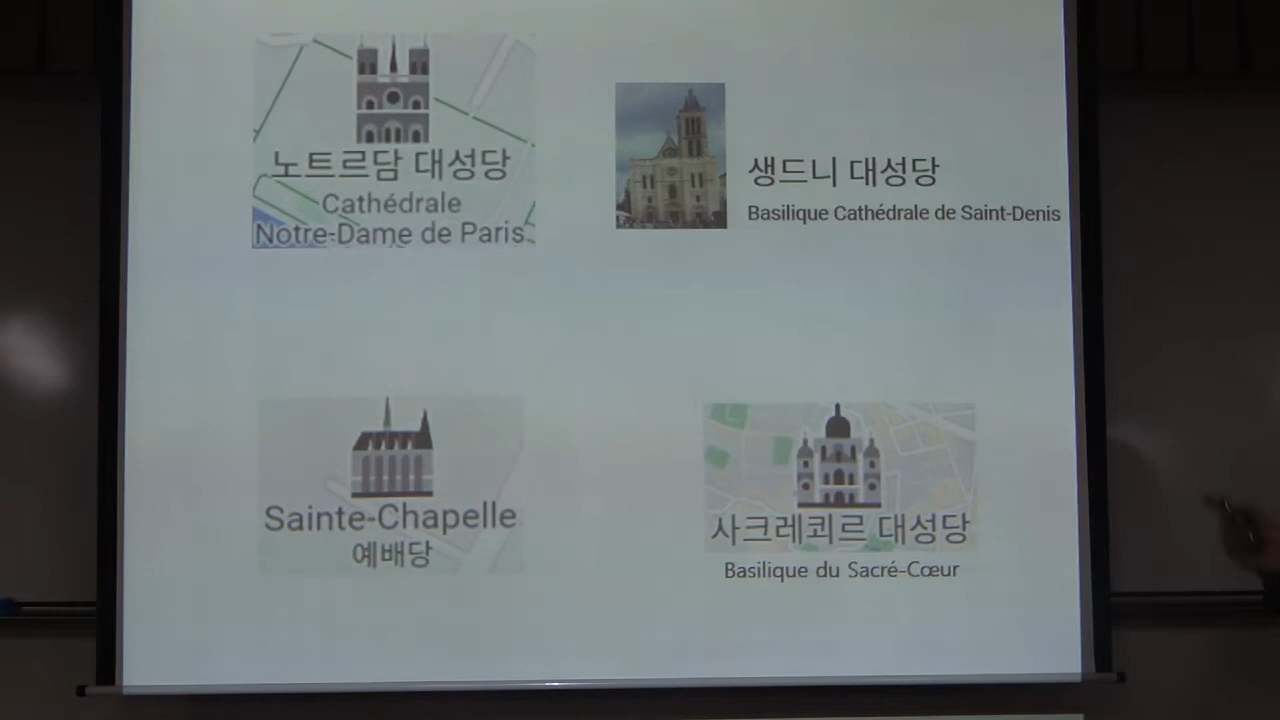 노트르담 대성당
Cathédrale
Notre-Dame de Paris
생드니 대성당
Basilique Cathédrale de Saint-Denis
Sainte-Chapelle
예배당
사크레쾨르 대성당
Basilique du Sacré-Cœur